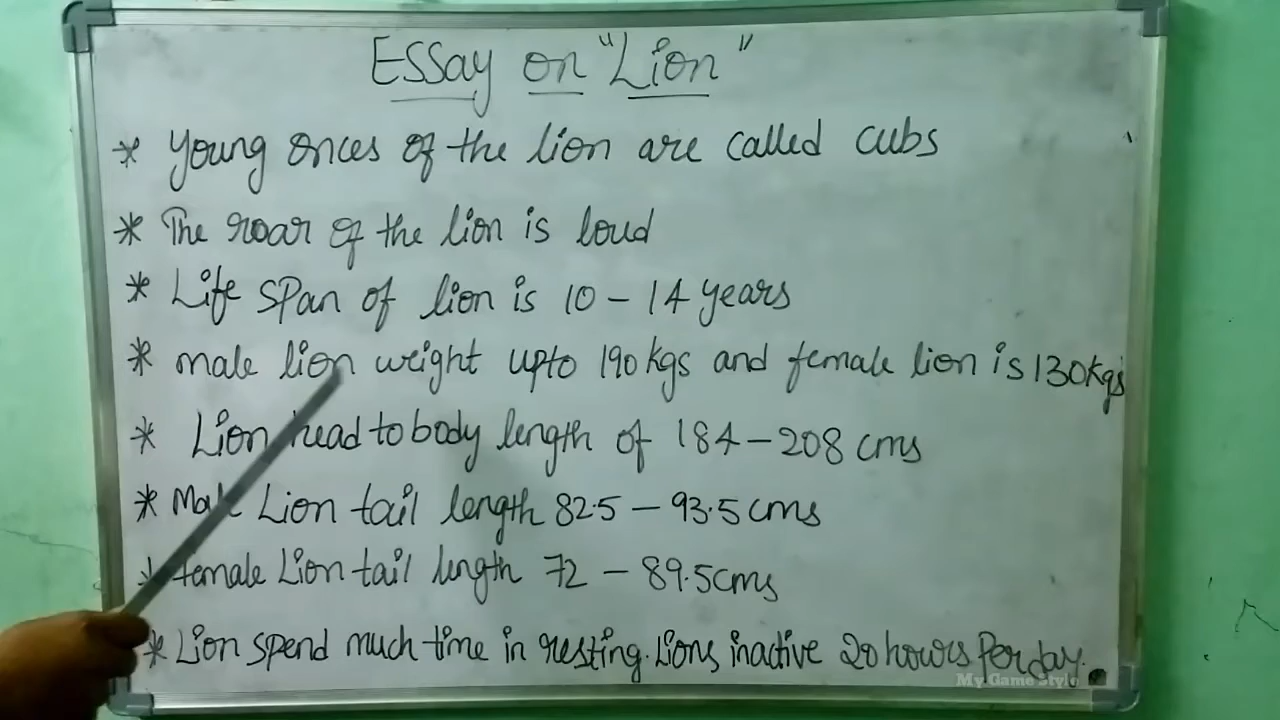 Essay on "Lion"
* Young onces of the lion are called cubs
* The roar of the lion is loud
* Life span of lion is 10 - 14 years
* male lion weight upto 190 kgs and female lion is 130kgs
* Lion head to body length of 184 - 208 cms
* Male Lion tail length 82.5 - 93.5 cms
* female Lion tail length 72 - 89.5cms
* Lion spend much time in resting. Lions inactive 20 hours Per day.
My Game Style